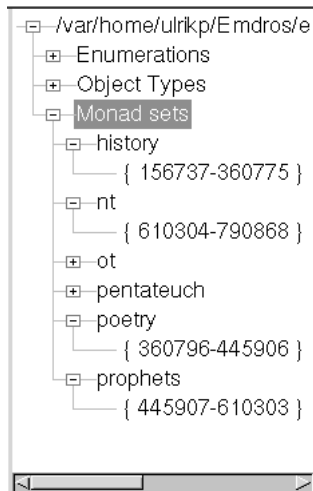 /var/home/ulrikp/Emdros/e
Enumerations
Object Types
Monad sets
history
{ 156737-360775 }
nt
{ 610304-790868 }
ot
pentateuch
poetry
{ 360796-445906 }
prophets
{ 445907-610303 }